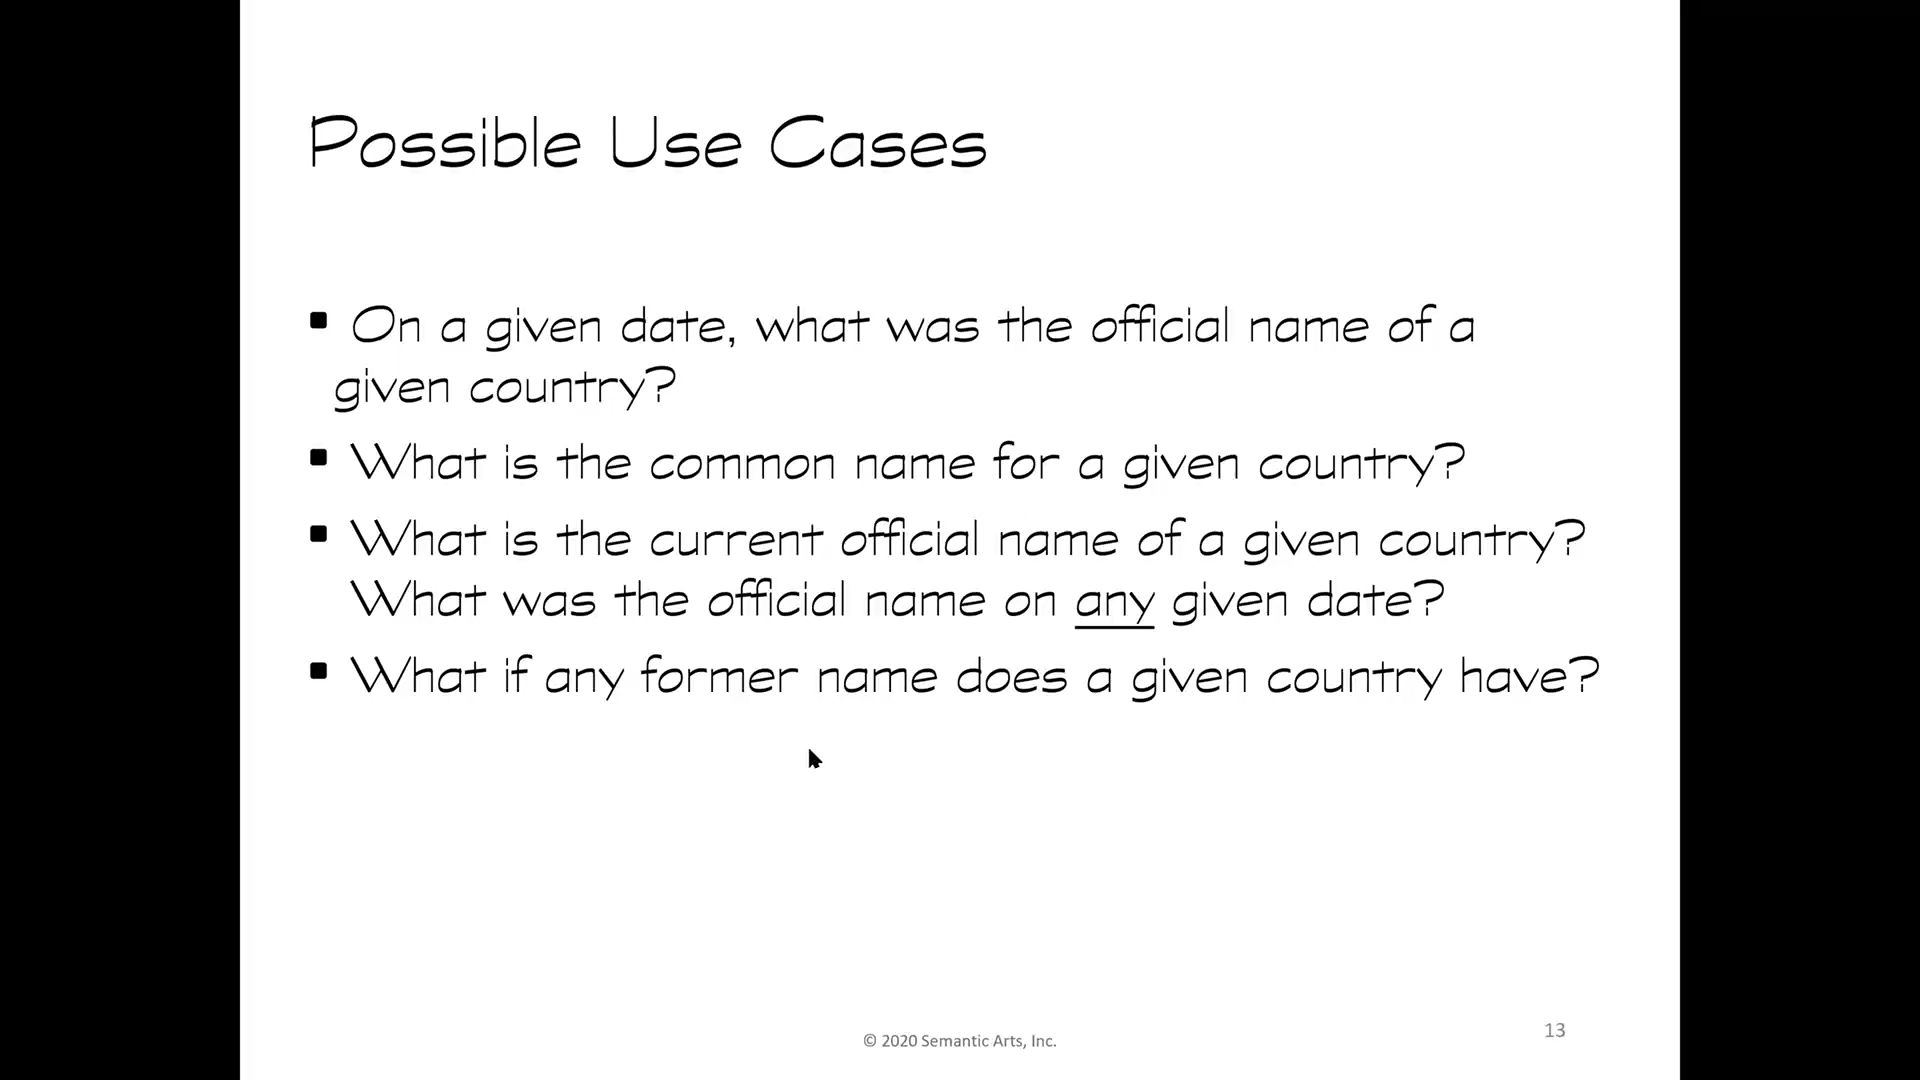 Possible Use Cases
▪ On a given date, what was the official name of a
given country?
▪ What is the common name for a given country?
▪ What is the current official name of a given country?
What was the official name on any given date?
▪ What if any former name does a given country have?
© 2020 Semantic Arts, Inc.
13